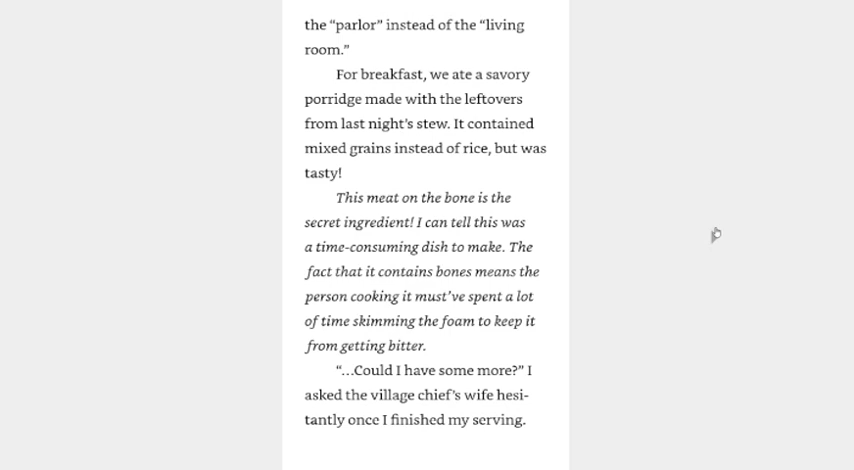 the “parlor” instead of the “living
room.”
For breakfast, we ate a savory
porridge made with the leftovers
from last night’s stew. It contained
mixed grains instead of rice, but was
tasty!
This meat on the bone is the
secret ingredient! I can tell this was
a time-consuming dish to make. The
fact that it contains bones means the
person cooking it must’ve spent a lot
of time skimming the foam to keep it
from getting bitter.
“…Could I have some more?” I
asked the village chief’s wife hesi-
tantly once I finished my serving.